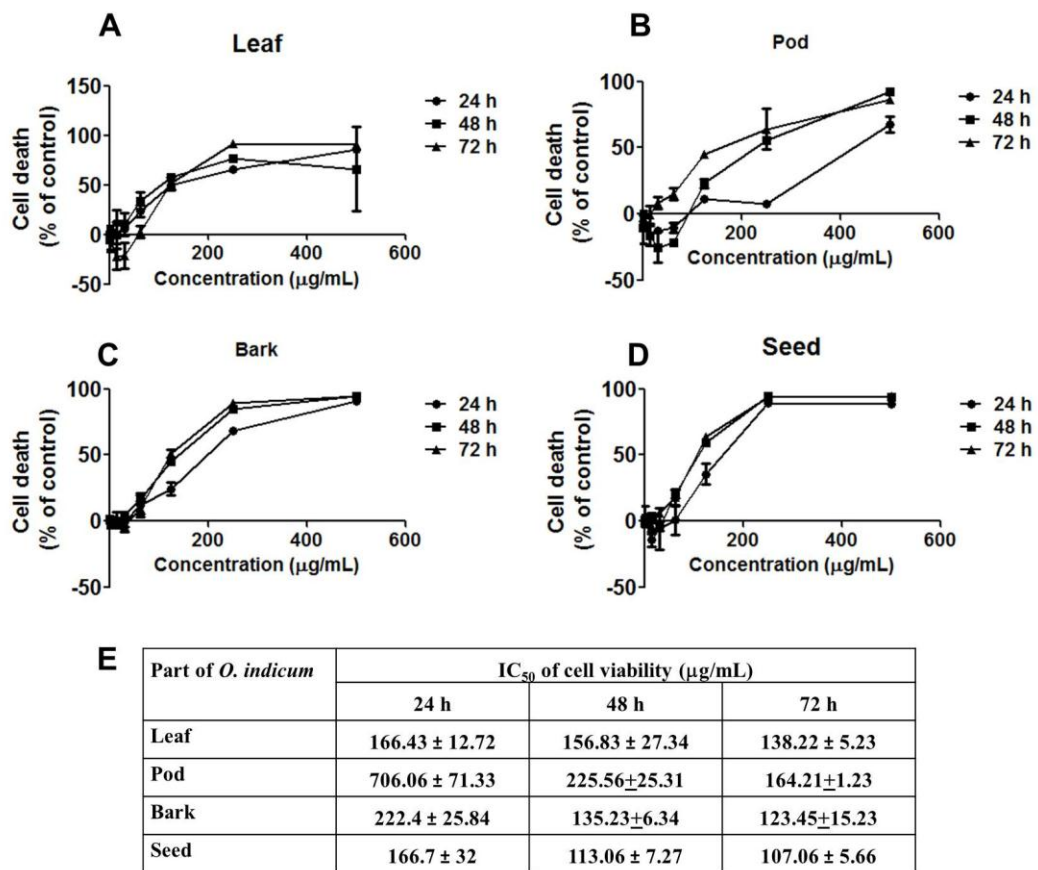 A
Leaf
Cell death
(% of control)
150
100
50
0
-50
200
400
600
Concentration (μg/mL)
24 h
48 h
72 h
B
Pod
Cell death
(% of control)
100
50
0
-50
200
400
600
Concentration (μg/mL)
24 h
48 h
72 h
C
Bark
Cell death
(% of control)
100
50
0
-50
200
400
600
Concentration (μg/mL)
24 h
48 h
72 h
D
Seed
Cell death
(% of control)
100
50
0
-50
200
400
600
Concentration (μg/mL)
24 h
48 h
72 h
E
Part of O. indicum IC50 of cell viability (μg/mL)
24 h 48 h 72 h
Leaf 166.43 ± 12.72 156.83 ± 27.34 138.22 ± 5.23
Pod 706.06 ± 71.33 225.56±25.31 164.21±1.23
Bark 222.4 ± 25.84 135.23±6.34 123.45±15.23
Seed 166.7 ± 32 113.06 ± 7.27 107.06 ± 5.66